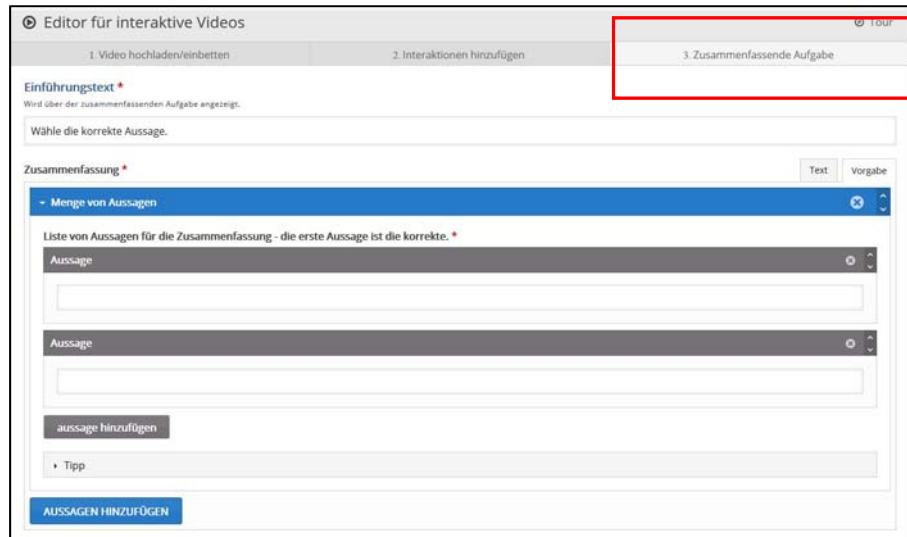 Editor für interaktive Videos
Tour
1. Video hochladen/einbetten
2. Interaktionen hinzufügen
3. Zusammenfassende Aufgabe
Einführungstext *
Wird über der zusammenfassenden Aufgabe angezeigt.
Wähle die korrekte Aussage.
Zusammenfassung *
Text
Vorgabe
Menge von Aussagen
Liste von Aussagen für die Zusammenfassung - die erste Aussage ist die korrekte. *
Aussage
Aussage
aussage hinzufügen
Tipp
AUSSAGEN HINZUFÜGEN